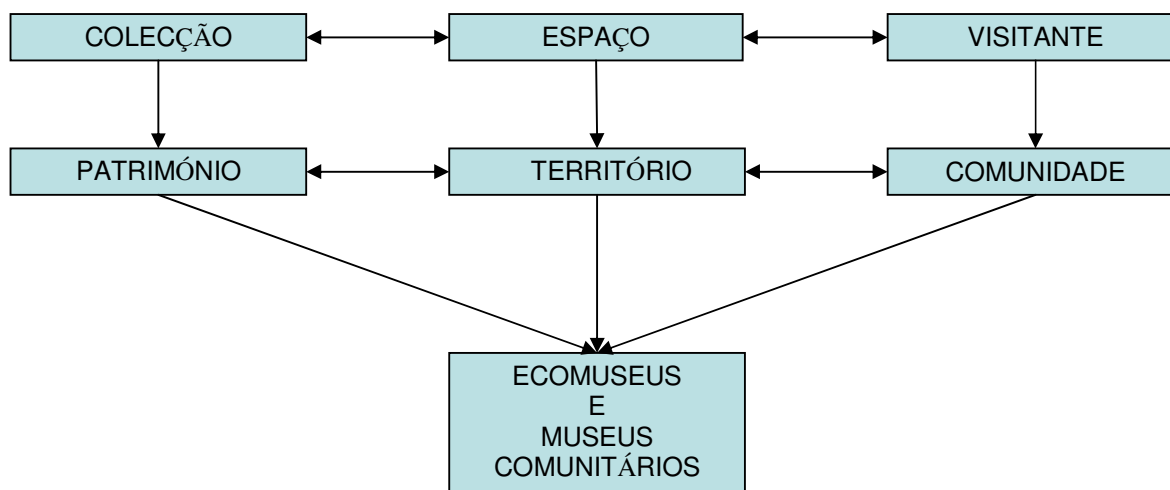 COLECÇÃO
ESPAÇO
VISITANTE
PATRIMÓNIO
TERRITÓRIO
COMUNIDADE
ECOMUSEUS
E
MUSEUS
COMUNITÁRIOS